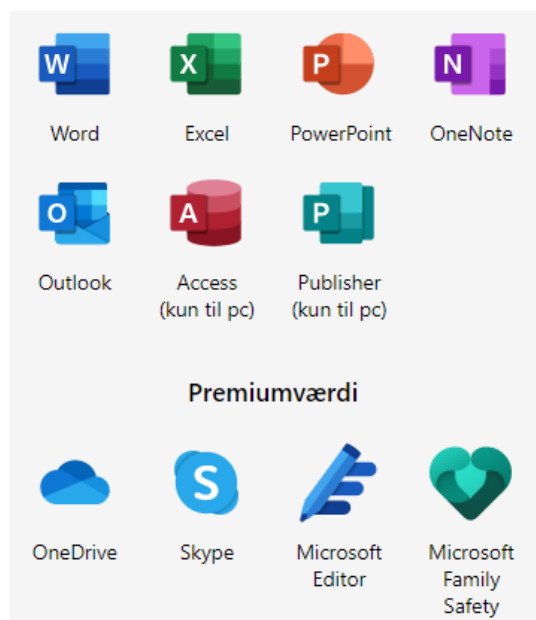 W X P N
Word Excel PowerPoint OneNote
O A P
Outlook Access Publisher
(kun til pc) (kun til pc)
Premiumværdi
S
OneDrive Skype Microsoft Microsoft
Editor Family
Safety